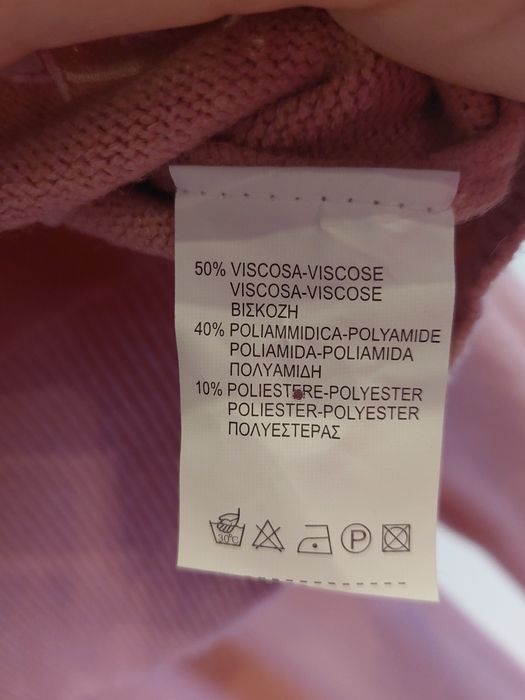 50% VISCOSA-VISCOSE
VISCOSA-VISCOSE
ΒΙΣΚΟΖΗ
40% POLIAMMIDICA-POLYAMIDE
POLIAMIDA-POLIAMIDA
ΠΟΛΥΑΜΙΔΗ
10% POLIESTERE-POLYESTER
POLIESTER-POLYESTER
ΠΟΛΥΕΣΤΕΡΑΣ
30°C P